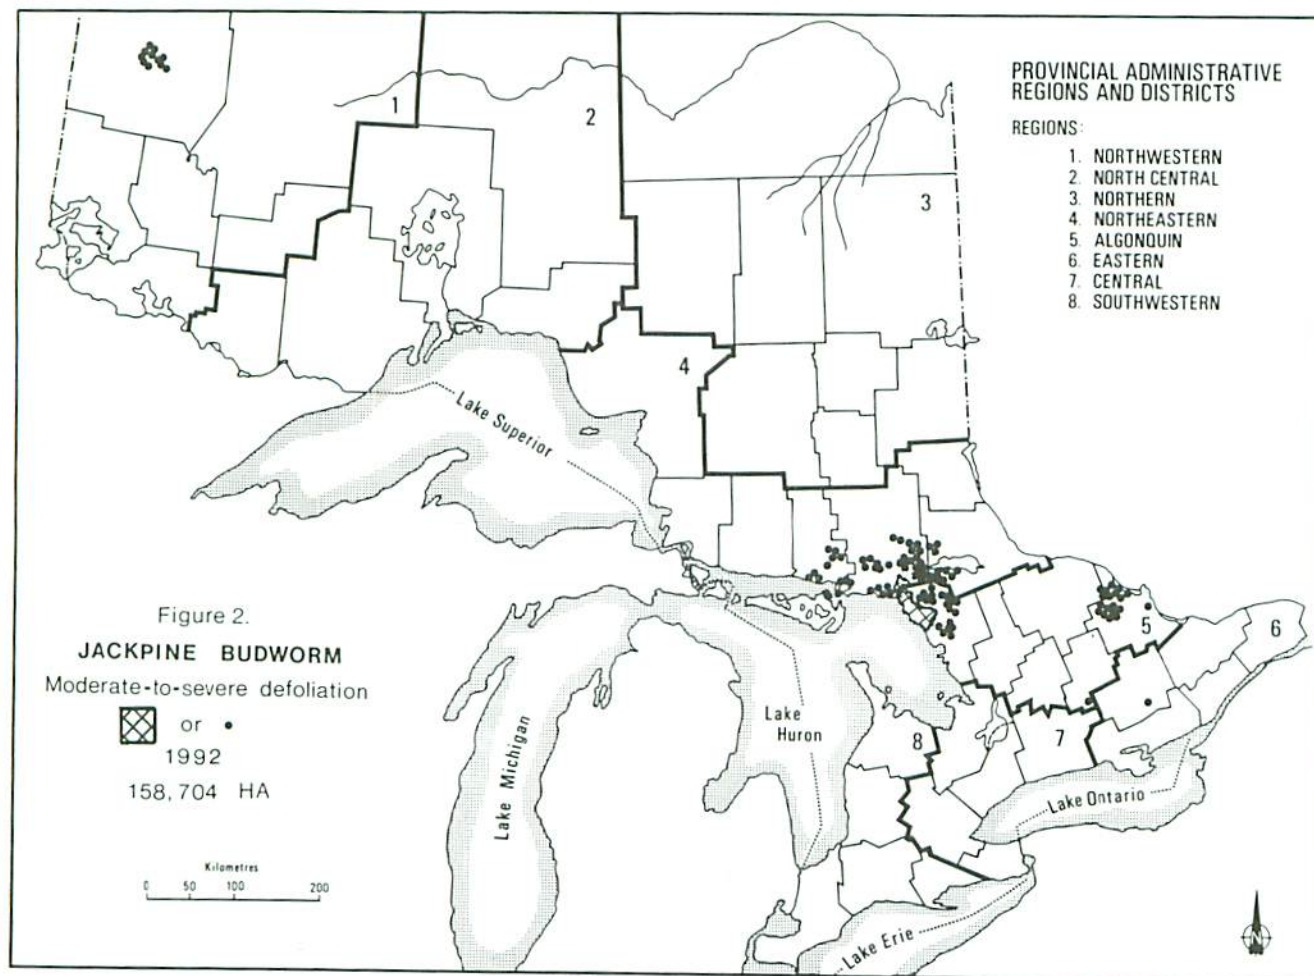 PROVINCIAL ADMINISTRATIVE
REGIONS AND DISTRICTS
REGIONS:
1. NORTHWESTERN
2. NORTH CENTRAL
3. NORTHERN
4. NORTHEASTERN
5. ALGONQUIN
6. EASTERN
7. CENTRAL
8. SOUTHWESTERN
1
2
3
4
5
6
7
8
Lake Superior
Lake Michigan
Lake
Huron
Lake Ontario
Lake Erie
Figure 2.
JACKPINE BUDWORM
Moderate-to-severe defoliation
or
1992
158,704 HA
Kilometres
0 50 100 200
N